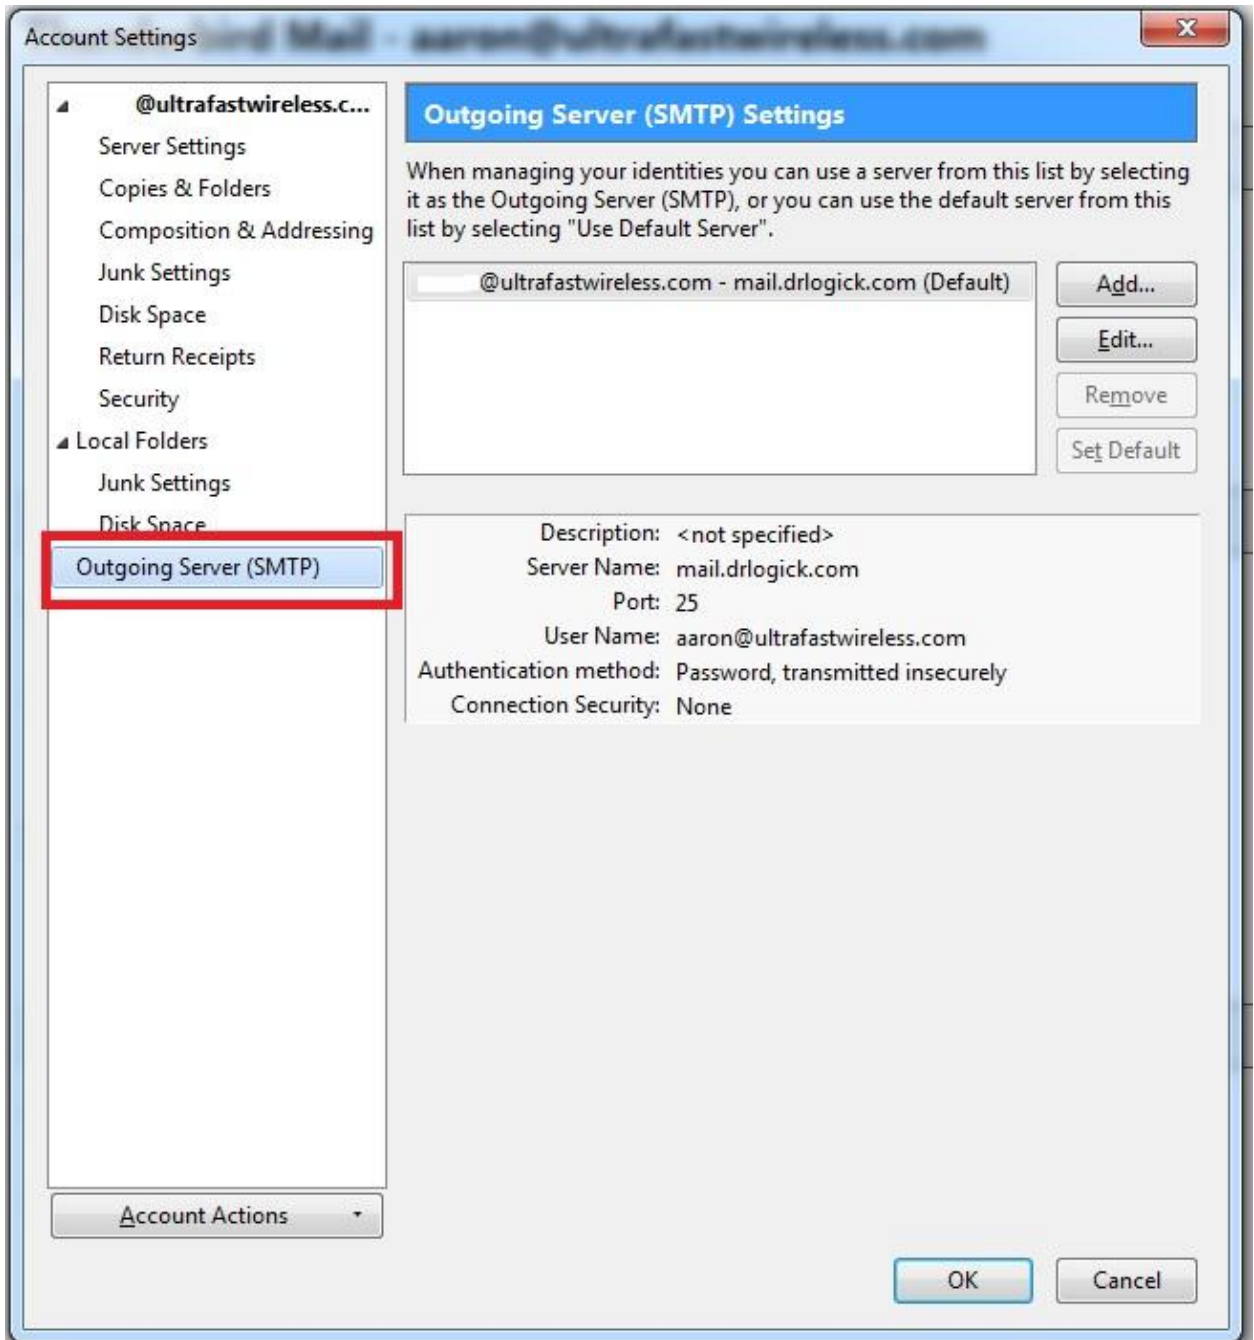 Account Settings
bird Mail - aaron@ultrafastwireless.com
@ultrafastwireless.c...
Server Settings
Copies & Folders
Composition & Addressing
Junk Settings
Disk Space
Return Receipts
Security
Local Folders
Junk Settings
Disk Space
Outgoing Server (SMTP)
Account Actions
Outgoing Server (SMTP) Settings
When managing your identities you can use a server from this list by selecting
it as the Outgoing Server (SMTP), or you can use the default server from this
list by selecting "Use Default Server".
@ultrafastwireless.com - mail.drlogick.com (Default)
Add...
Edit...
Remove
Set Default
Description: <not specified>
Server Name: mail.drlogick.com
Port: 25
User Name: aaron@ultrafastwireless.com
Authentication method: Password, transmitted insecurely
Connection Security: None
OK
Cancel